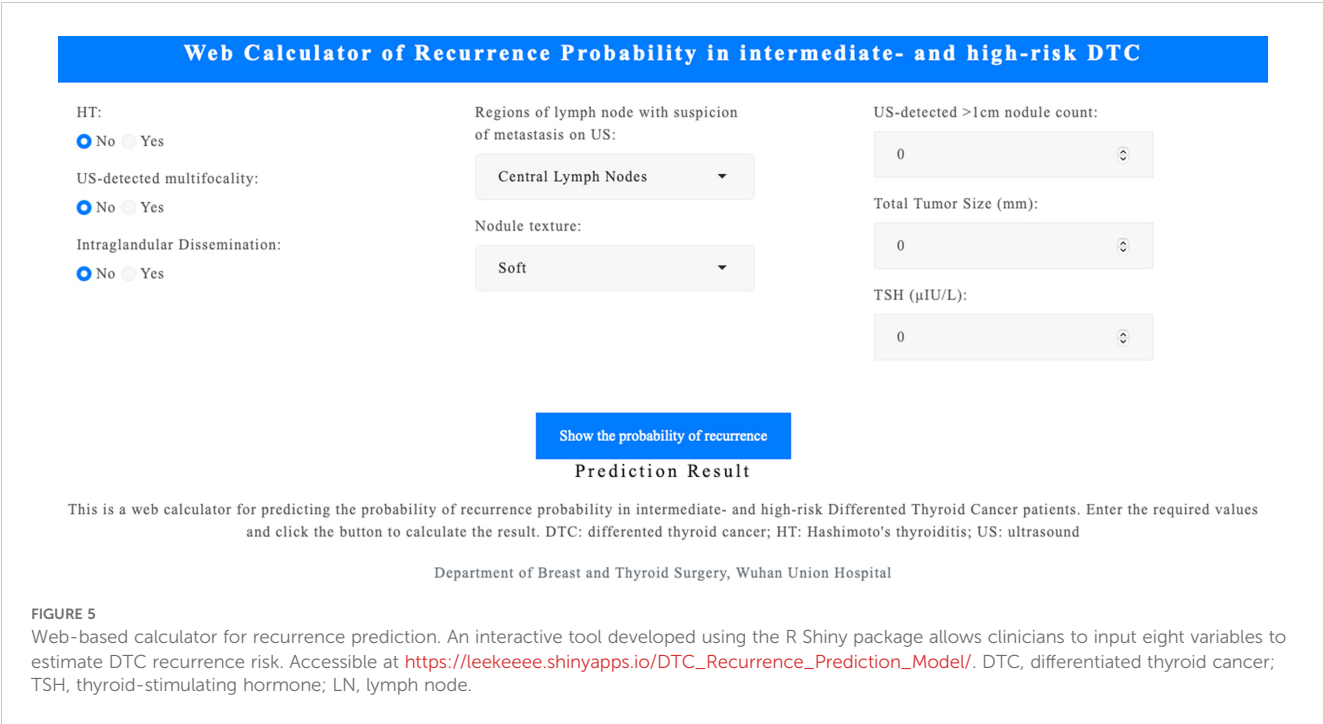 Web Calculator of Recurrence Probability in intermediate- and high-risk DTC
HT:
No Yes
US-detected multifocality:
No Yes
Intraglandular Dissemination:
No Yes
Regions of lymph node with suspicion
of metastasis on US:
Central Lymph Nodes
Nodule texture:
Soft
US-detected >1cm nodule count:
0
Total Tumor Size (mm):
0
TSH (μIU/L):
0
Show the probability of recurrence
Prediction Result
This is a web calculator for predicting the probability of recurrence probability in intermediate- and high-risk Differented Thyroid Cancer patients. Enter the required values
and click the button to calculate the result. DTC: differented thyroid cancer; HT: Hashimoto's thyroiditis; US: ultrasound
Department of Breast and Thyroid Surgery, Wuhan Union Hospital
FIGURE 5
Web-based calculator for recurrence prediction. An interactive tool developed using the R Shiny package allows clinicians to input eight variables to
estimate DTC recurrence risk. Accessible at https://leekeeee.shinyapps.io/DTC_Recurrence_Prediction_Model/. DTC, differentiated thyroid cancer;
TSH, thyroid-stimulating hormone; LN, lymph node.